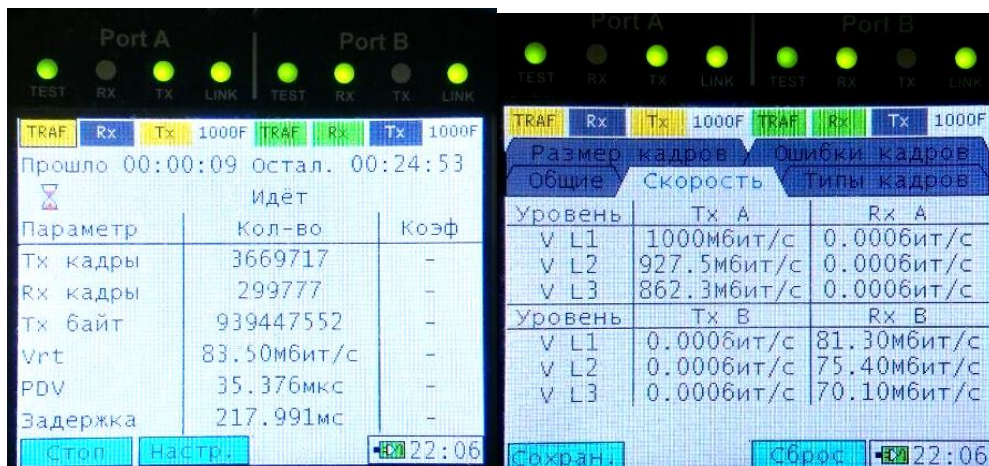 Port A Port B
TEST RX TX LINK TEST RX TX LINK
TRAF Rx Tx 1000F TRAF Rx Tx 1000F
Прошло 00:00:09 Остал. 00:24:53
Идёт
Параметр Кол-во Коэф
Tx кадры 3669717 –
Rx кадры 299777 –
Tx байт 939447552 –
Vrt 83.50Мбит/с –
PDV 35.376мкс –
Задержка 217.991мс –
Стоп Настр. 22:06
Port A Port B
TEST RX TX LINK TEST RX TX LINK
TRAF Rx Tx 1000F TRAF Rx Tx 1000F
Размер кадров Ошибки кадров
Общие Скорость Типы кадров
Уровень Tx A Rx A
V L1 1000Мбит/с 0.000бит/с
V L2 927.5Мбит/с 0.000бит/с
V L3 862.3Мбит/с 0.000бит/с
Уровень Tx B Rx B
V L1 0.000бит/с 81.30Мбит/с
V L2 0.000бит/с 75.40Мбит/с
V L3 0.000бит/с 70.10Мбит/с
Сохран. Сброс 22:06